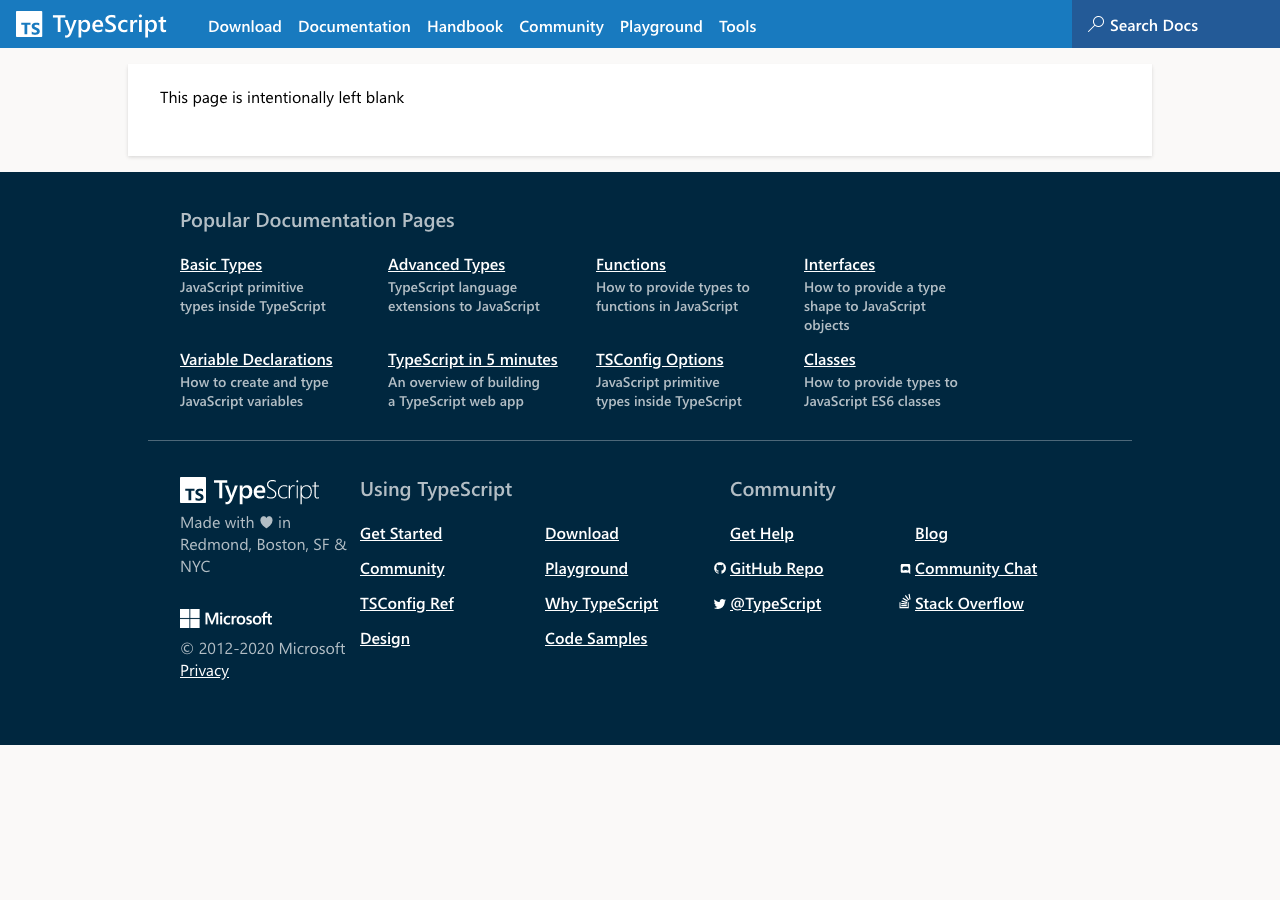 TS TypeScript Download Documentation Handbook Community Playground Tools Search Docs
This page is intentionally left blank
Popular Documentation Pages
Basic Types
JavaScript primitive
types inside TypeScript
Advanced Types
TypeScript language
extensions to JavaScript
Functions
How to provide types to
functions in JavaScript
Interfaces
How to provide a type
shape to JavaScript
objects
Variable Declarations
How to create and type
JavaScript variables
TypeScript in 5 minutes
An overview of building
a TypeScript web app
TSConfig Options
JavaScript primitive
types inside TypeScript
Classes
How to provide types to
JavaScript ES6 classes
TS TypeScript
Made with ♥ in
Redmond, Boston, SF &
NYC
Microsoft
© 2012-2020 Microsoft
Privacy
Using TypeScript
Get Started
Community
TSConfig Ref
Design
Download
Playground
Why TypeScript
Code Samples
Community
Get Help
GitHub Repo
@TypeScript
Blog
Community Chat
Stack Overflow